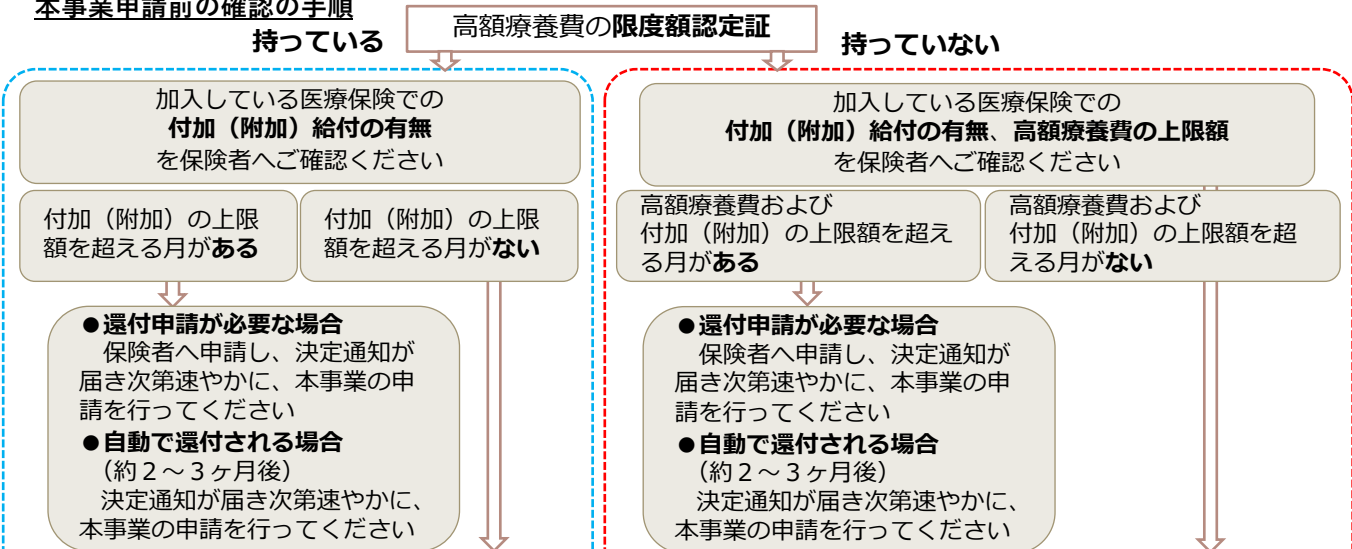 本事業申請前の確認の手順
高額療養費の限度額認定証
持っている
持っていない
加入している医療保険での
付加（附加）給付の有無
を保険者へご確認ください
付加（附加）の上限
額を超える月がある
付加（附加）の上限
額を超える月がない
●還付申請が必要な場合
保険者へ申請し、決定通知が
届き次第速やかに、本事業の申
請を行ってください
●自動で還付される場合
（約２～３ヶ月後）
決定通知が届き次第速やかに、
本事業の申請を行ってください
加入している医療保険での
付加（附加）給付の有無、高額療養費の上限額
を保険者へご確認ください
高額療養費および
付加（附加）の上限額を超え
る月がある
高額療養費および
付加（附加）の上限額を超
える月がない
●還付申請が必要な場合
保険者へ申請し、決定通知が
届き次第速やかに、本事業の申
請を行ってください
●自動で還付される場合
（約２～３ヶ月後）
決定通知が届き次第速やかに、
本事業の申請を行ってください